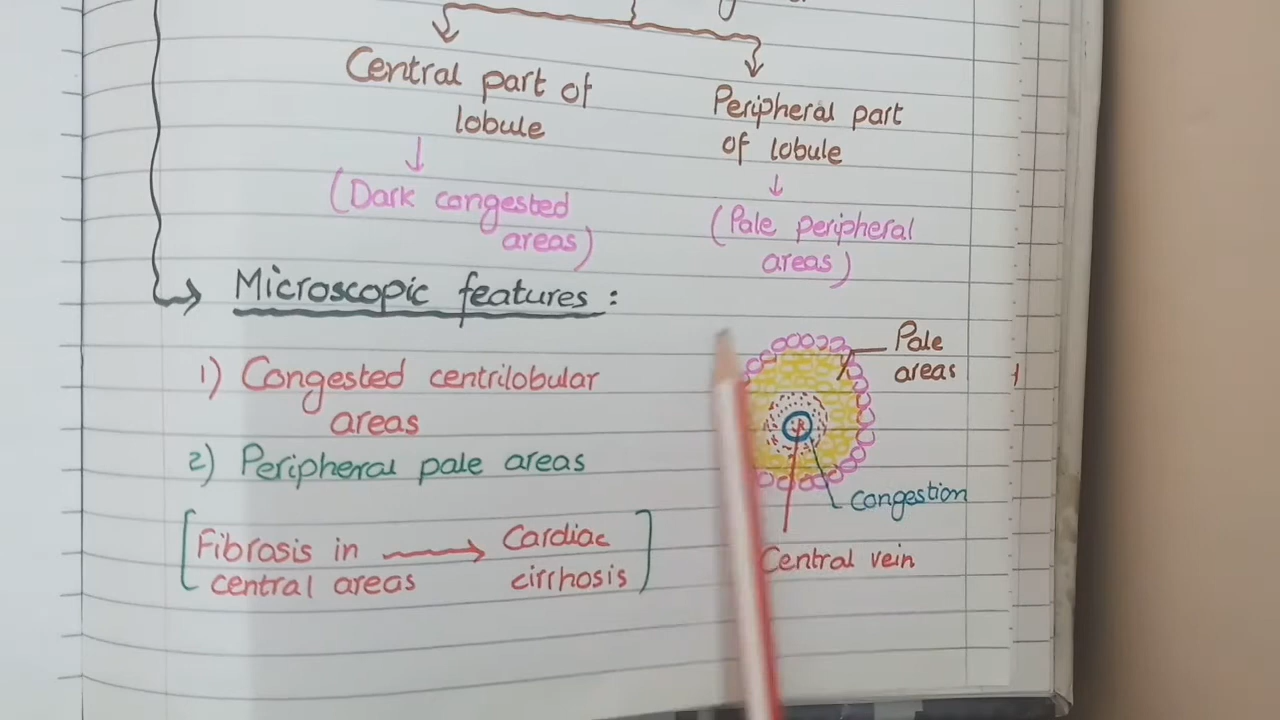 Central part of
lobule
(Dark congested
areas)
Peripheral part
of lobule
(Pale peripheral
areas)
Microscopic features :
1) Congested centrilobular
areas
2) Peripheral pale areas
[Fibrosis in → Cardiac
central areas cirrhosis]
Pale
areas
Congestion
Central vein